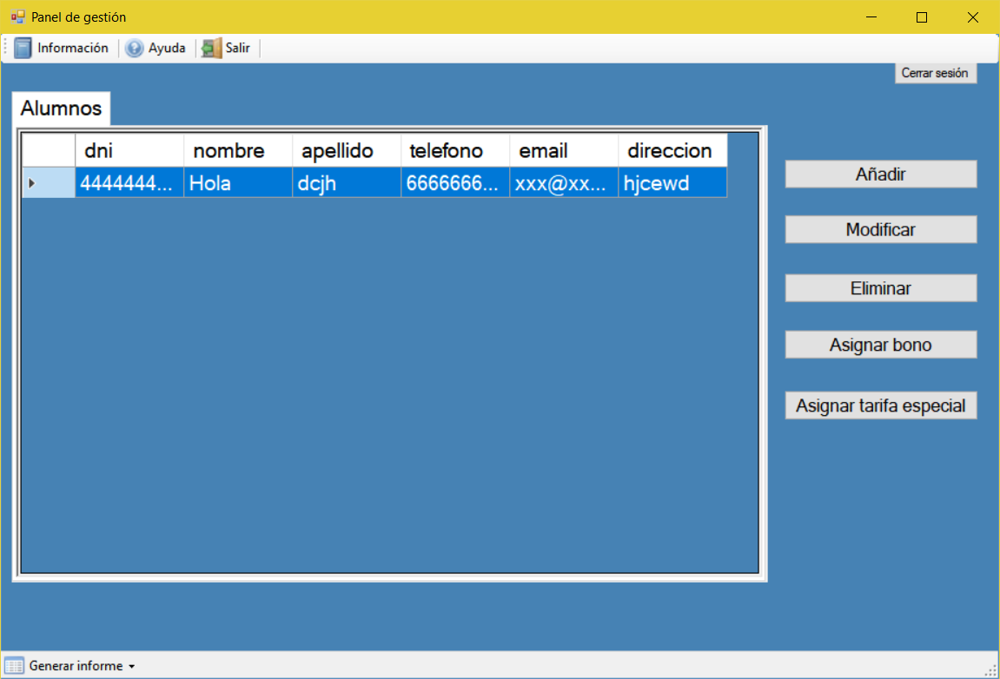 Panel de gestión
Información Ayuda Salir
Cerrar sesión
Alumnos
dni nombre apellido telefono email direccion
4444444... Hola dcjh 6666666... xxx@xx... hjcewd
Añadir
Modificar
Eliminar
Asignar bono
Asignar tarifa especial
Generar informe